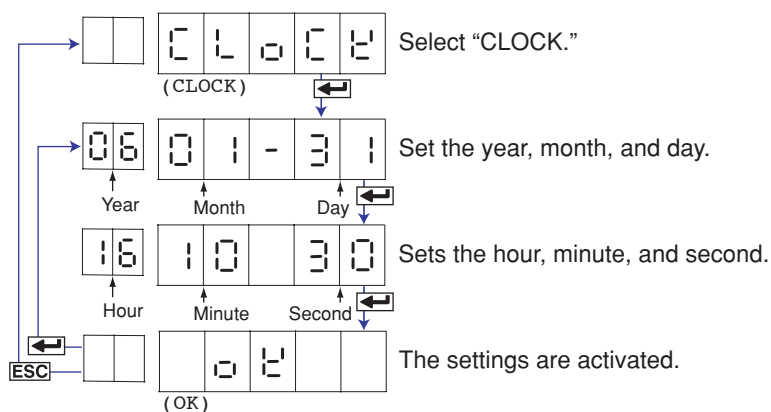 CLoCK Select “CLOCK.”
(CLOCK)
06 01-31 Set the year, month, and day.
Year Month Day
16 10 30 Sets the hour, minute, and second.
Hour Minute Second
oK The settings are activated.
ESC
(OK)